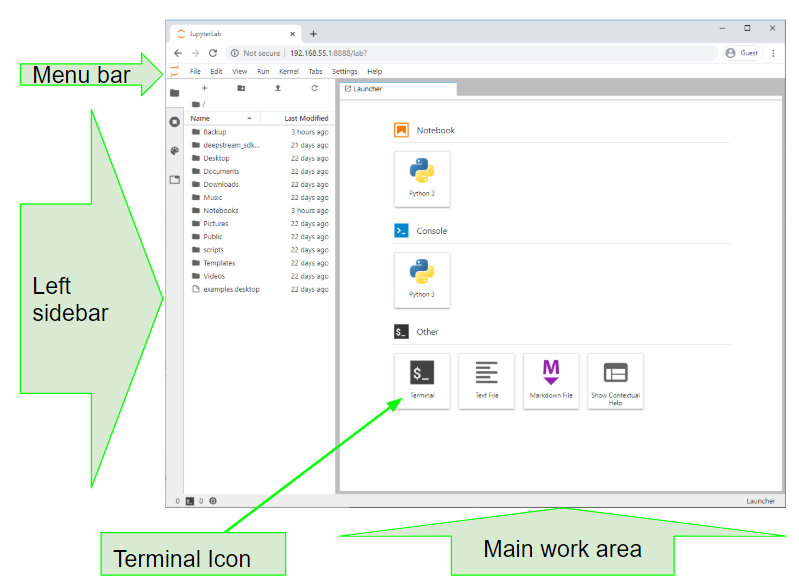 JupyterLab
Not secure | 192.168.55.1:8888/lab?
Guest
Menu bar
File Edit View Run Kernel Tabs Settings Help
Launcher
/
Name Last Modified
Backup 3 hours ago
deepstream_sdk... 21 days ago
Desktop 22 days ago
Documents 22 days ago
Downloads 22 days ago
Music 22 days ago
Notebooks 3 hours ago
Pictures 22 days ago
Public 22 days ago
scripts 22 days ago
Templates 22 days ago
Videos 22 days ago
examples.desktop 22 days ago
Left
sidebar
Notebook
Python 3
Console
Python 3
$_ Other
$_
Terminal
Text File
M
Markdown File
Show Contextual
Help
0 $_ 0
Launcher
Terminal Icon
Main work area